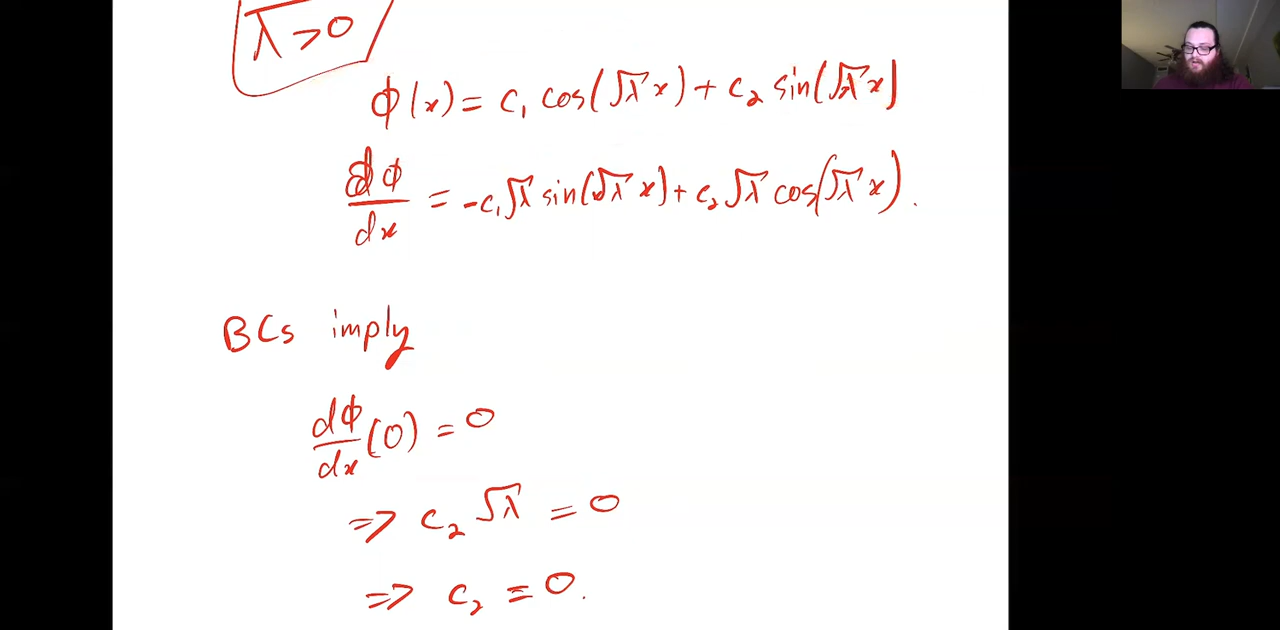 λ > 0
ϕ(x) = c₁ cos(√λ x) + c₂ sin(√λ x)
dϕ/dx = -c₁ √λ sin(√λ x) + c₂ √λ cos(√λ x).
BCs imply
dϕ/dx (0) = 0
=> c₂ √λ = 0
=> c₂ = 0.